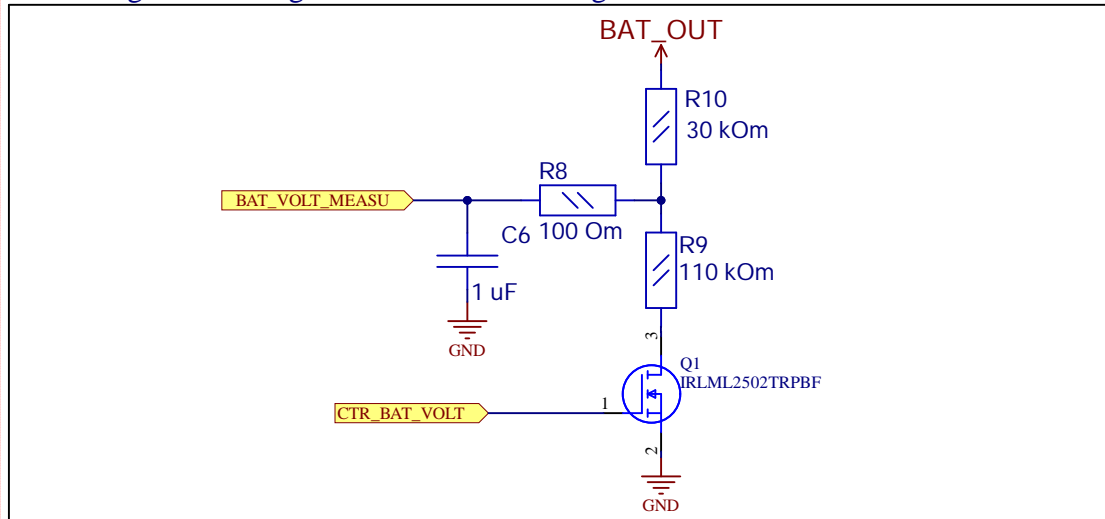 BAT_OUT
R10
30 kOm
R8
BAT_VOLT_MEASU
C6
100 Om
R9
110 kOm
1 uF
GND
3
Q1
IRLML2502TRPBF
CTR_BAT_VOLT
1
2
GND